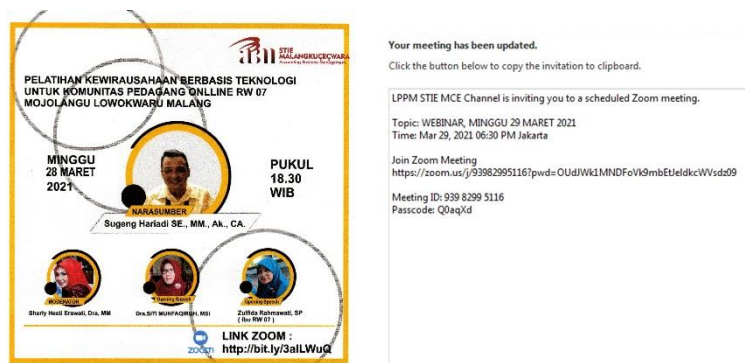 abm STIE
MALANGKUÇEÇWARA
PELATIHAN KEWIRAUSAHAAN BERBASIS TEKNOLOGI
UNTUK KOMUNITAS PEDAGANG ONLLINE RW 07
MOJOLANGU LOWOKWARU MALANG
MINGGU
28 MARET
2021
PUKUL
18.30
WIB
NARASUMBER
Sugeng Hariadi SE., MM., Ak., CA.
MODERATOR
Sherly Hesti Erawati, Dra, MM
Opening Speech
Dra.SITI MUNFAQIROH, MSi
Opening Speech
Zulfida Rahmawati, SP
( Ibu RW 07 )
zoom
LINK ZOOM :
http://bit.ly/3alLWuQ
Your meeting has been updated.
Click the button below to copy the invitation to clipboard.
LPPM STIE MCE Channel is inviting you to a scheduled Zoom meeting.
Topic: WEBINAR, MINGGU 29 MARET 2021
Time: Mar 29, 2021 06:30 PM Jakarta
Join Zoom Meeting
https://zoom.us/j/93982995116?pwd=OUdJWk1MNDFoVk9mbEtJeldkcWVsdz09
Meeting ID: 939 8299 5116
Passcode: Q0aqXd